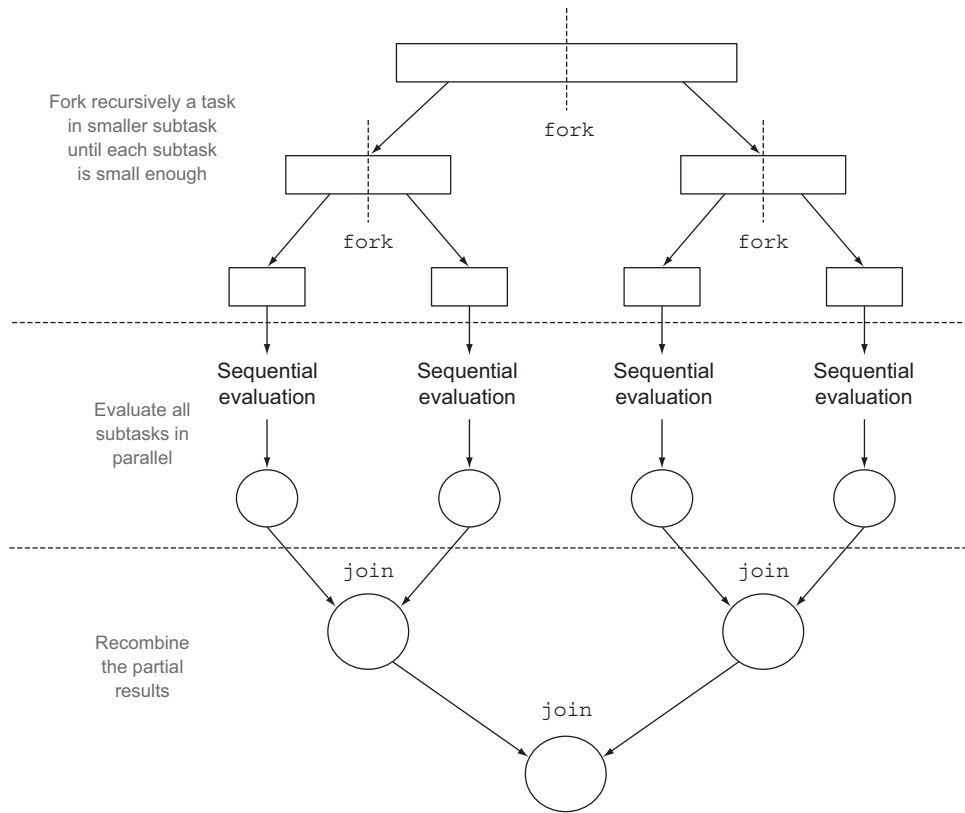 Fork recursively a task
in smaller subtask
until each subtask
is small enough
fork
fork
fork
Sequential
evaluation
Sequential
evaluation
Sequential
evaluation
Sequential
evaluation
Evaluate all
subtasks in
parallel
join
join
Recombine
the partial
results
join